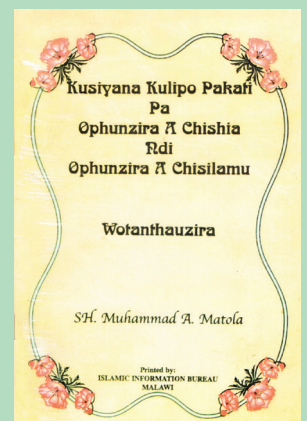 Kusiyana Kulipo Pakati
Pa
Ophunzira A Chishia
Ndi
Ophunzira A Chisilamu
Wotanthauzira
SH. Muhammad A. Matola
Printed by:
ISLAMIC INFORMATION BUREAU
MALAWI